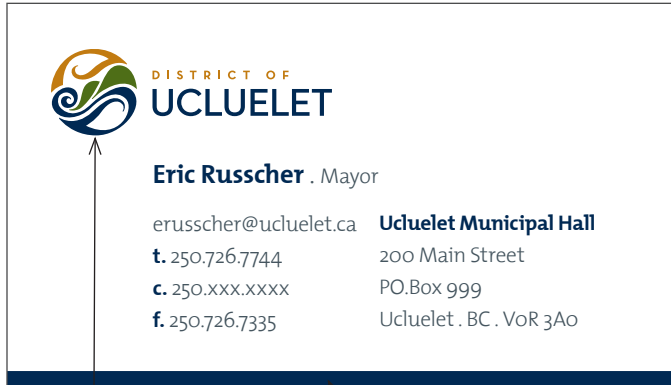 DISTRICT OF
UCLUELET
Eric Russcher . Mayor
erusscher@ucluelet.ca
t. 250.726.7744
c. 250.xxx.xxxx
f. 250.726.7335
Ucluelet Municipal Hall
200 Main Street
PO.Box 999
Ucluelet . BC . V0R 3A0